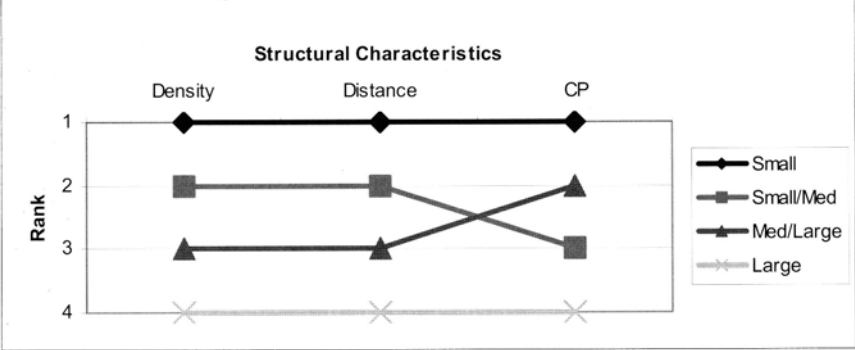 Structural Characteristics
Density Distance CP
1
2
3
4
Rank
Small
Small/Med
Med/Large
Large